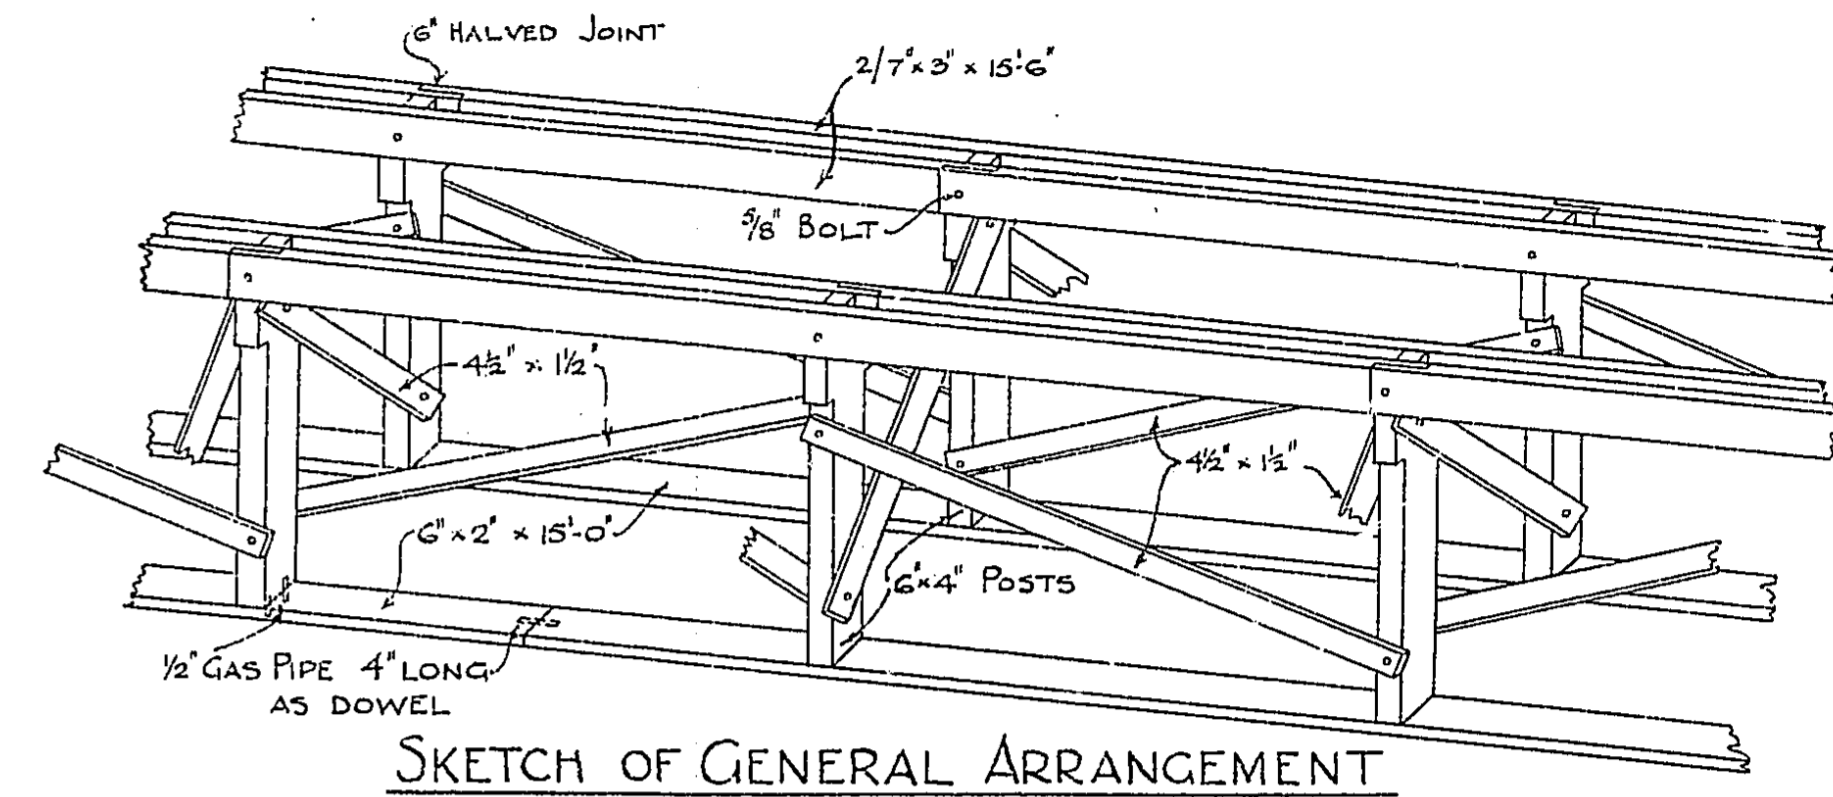 6" HALVED JOINT
2/7" x 3" x 15'-6"
5/8" BOLT
4½" x 1½"
4½" x 1½"
6" x 2" x 15'-0"
6" x 4" POSTS
½" GAS PIPE 4" LONG
AS DOWEL
SKETCH OF GENERAL ARRANGEMENT